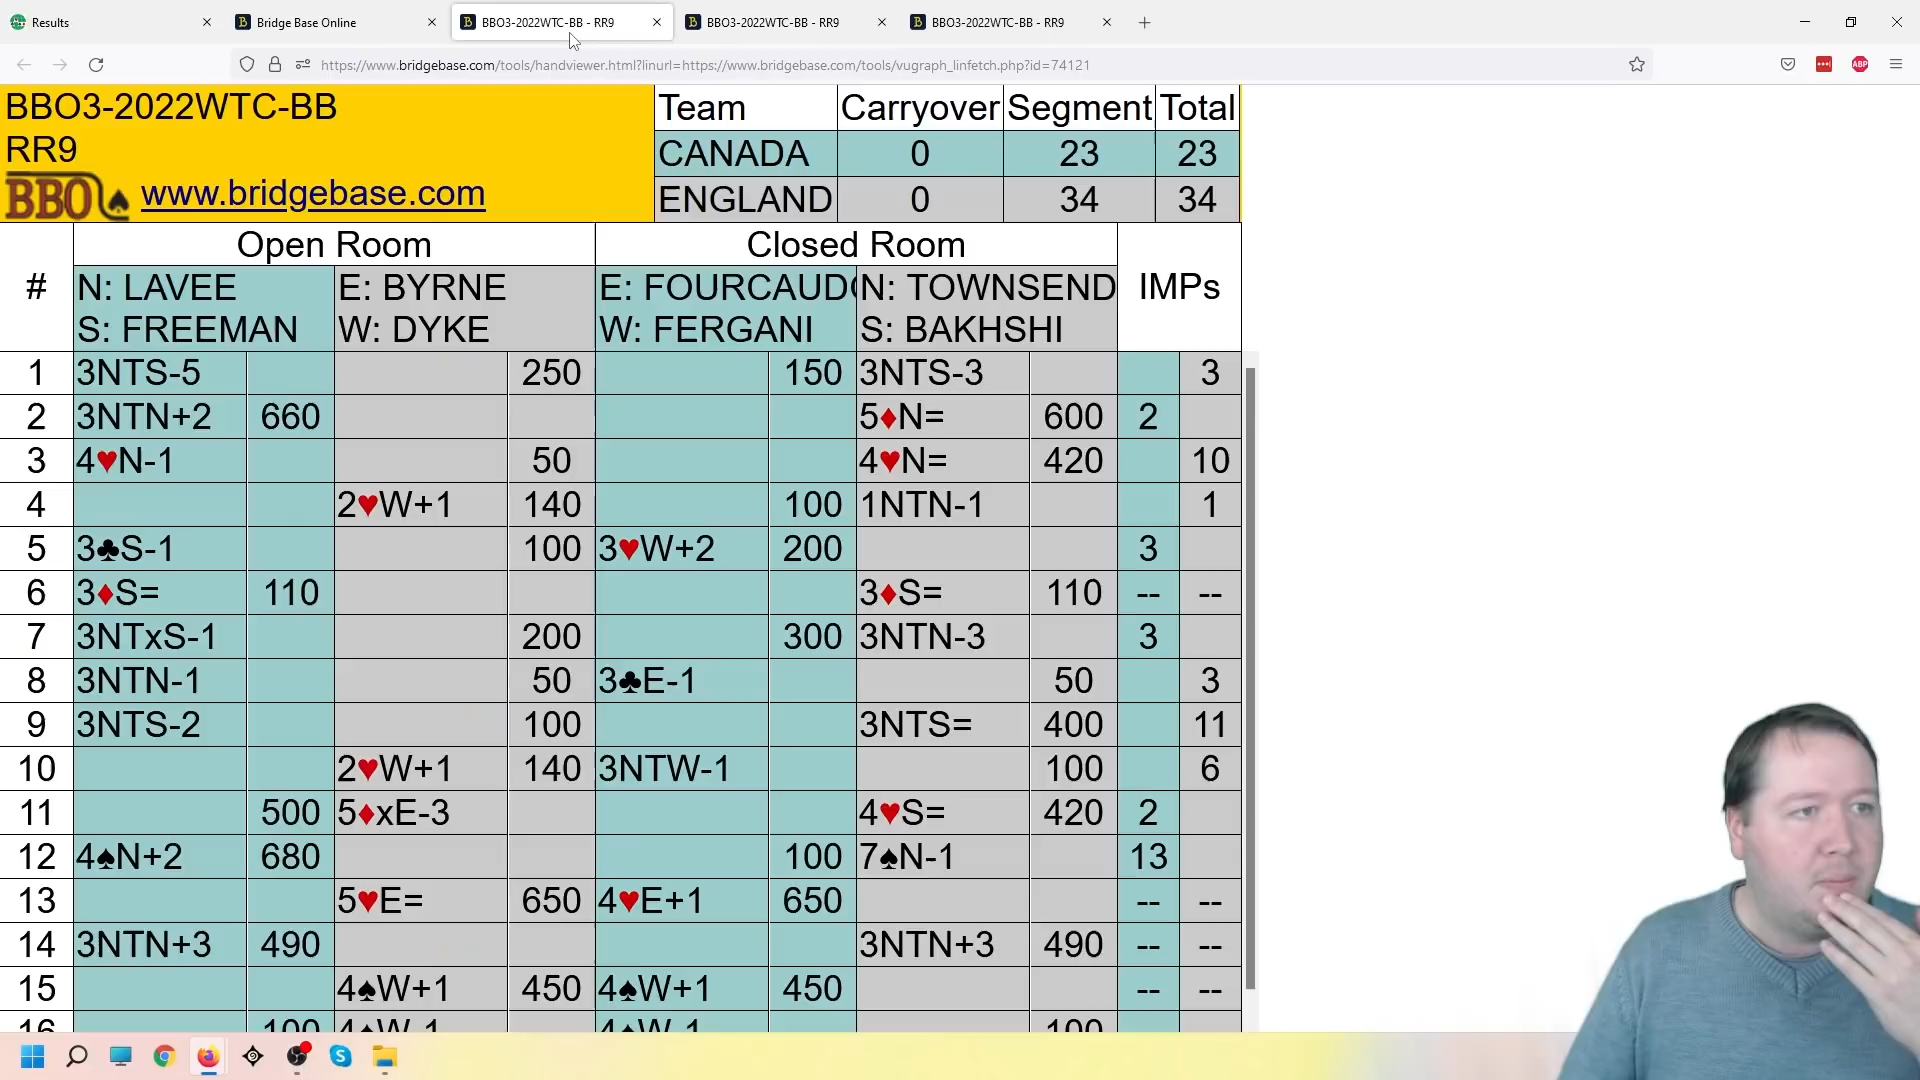 Results
Bridge Base Online
BBO3-2022WTC-BB - RR9
BBO3-2022WTC-BB - RR9
BBO3-2022WTC-BB - RR9
https://www.bridgebase.com/tools/handviewer.html?linurl=https://www.bridgebase.com/tools/vugraph_linfetch.php?id=74121
ABP
BBO3-2022WTC-BB
RR9
BBO www.bridgebase.com
Team Carryover Segment Total
CANADA 0 23 23
ENGLAND 0 34 34
# Open Room Closed Room IMPs
N: LAVEE E: BYRNE E: FOURCAUD N: TOWNSEND
S: FREEMAN W: DYKE W: FERGANI S: BAKHSHI
1 3NTS-5 250 150 3NTS-3 3
2 3NTN+2 660 5♦N= 600 2
3 4♥N-1 50 4♥N= 420 10
4 2♥W+1 140 100 1NTN-1 1
5 3♣S-1 100 3♥W+2 200 3
6 3♦S= 110 3♦S= 110 -- --
7 3NTxS-1 200 300 3NTN-3 3
8 3NTN-1 50 3♣E-1 50 3
9 3NTS-2 100 3NTS= 400 11
10 2♥W+1 140 3NTW-1 100 6
11 500 5♦xE-3 4♥S= 420 2
12 4♠N+2 680 100 7♠N-1 13
13 5♥E= 650 4♥E+1 650 -- --
14 3NTN+3 490 3NTN+3 490 -- --
15 4♠W+1 450 4♠W+1 450 -- --
16 100 4♠W-1 4♠W-1 100